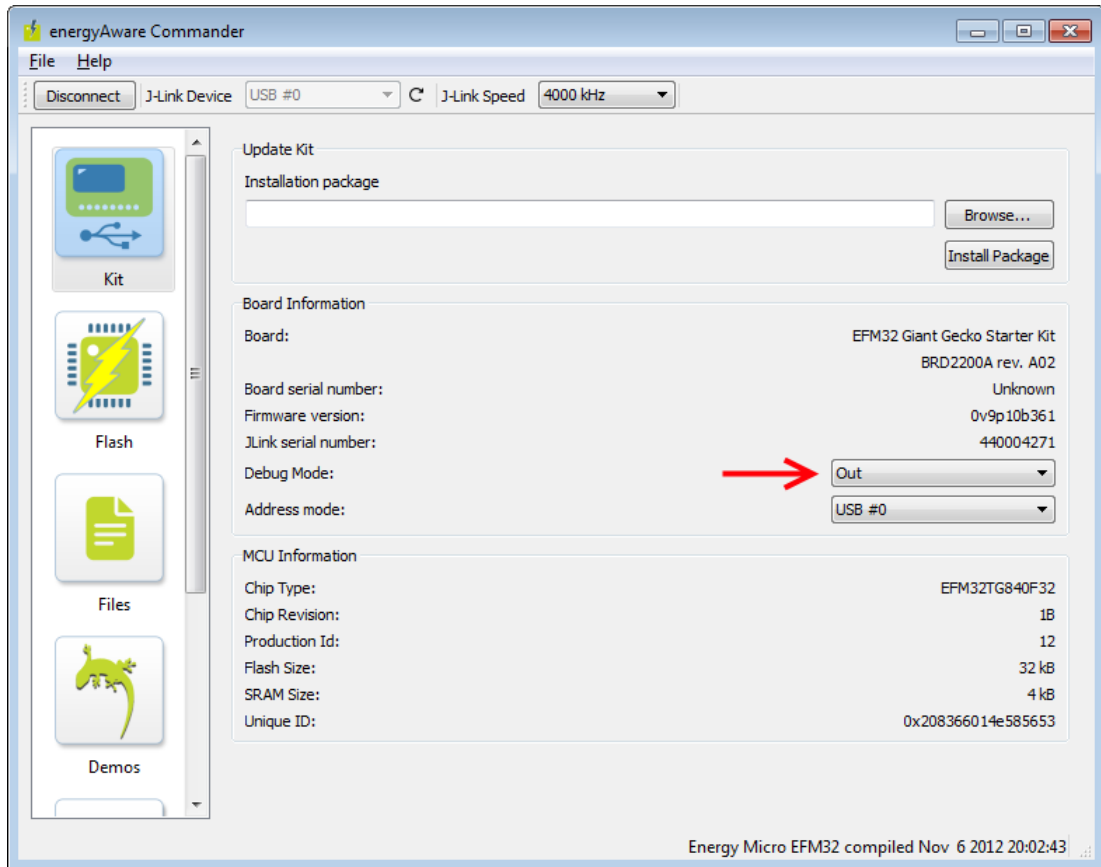 energyAware Commander
File Help
Disconnect J-Link Device USB #0 J-Link Speed 4000 kHz
Kit
Flash
Files
Demos
Update Kit
Installation package
Browse...
Install Package
Board Information
Board: EFM32 Giant Gecko Starter Kit
BRD2200A rev. A02
Board serial number: Unknown
Firmware version: 0v9p10b361
JLink serial number: 440004271
Debug Mode: Out
Address mode: USB #0
MCU Information
Chip Type: EFM32TG840F32
Chip Revision: 1B
Production Id: 12
Flash Size: 32 kB
SRAM Size: 4 kB
Unique ID: 0x208366014e585653
Energy Micro EFM32 compiled Nov 6 2012 20:02:43